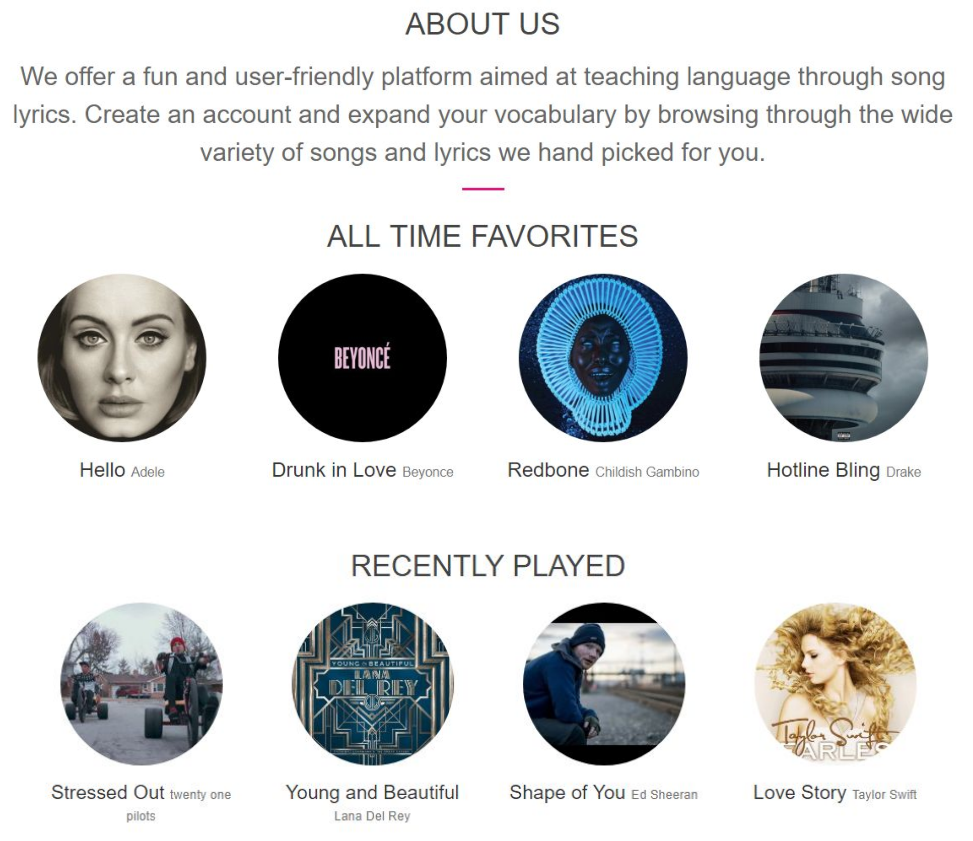 ABOUT US
We offer a fun and user-friendly platform aimed at teaching language through song
lyrics. Create an account and expand your vocabulary by browsing through the wide
variety of songs and lyrics we hand picked for you.
ALL TIME FAVORITES
BEYONCÉ
Hello Adele
Drunk in Love Beyonce
Redbone Childish Gambino
Hotline Bling Drake
RECENTLY PLAYED
YOUNG AND BEAUTIFUL
LANA
DEL REY
Taylor Swift
EARLES
Stressed Out twenty one
pilots
Young and Beautiful
Lana Del Rey
Shape of You Ed Sheeran
Love Story Taylor Swift